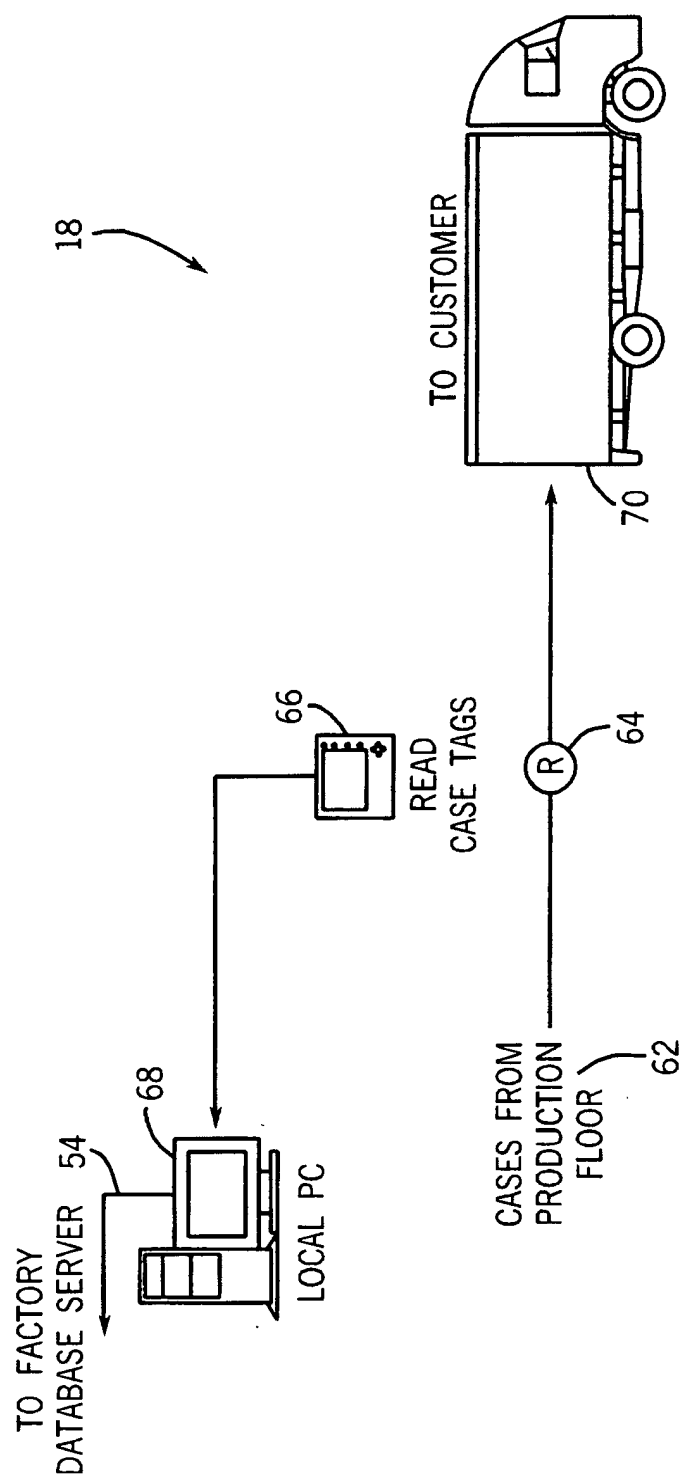 18
TO FACTORY
DATABASE SERVER
54
68
LOCAL PC
66
READ
CASE TAGS
TO CUSTOMER
CASES FROM
PRODUCTION
FLOOR
62
R
64
70